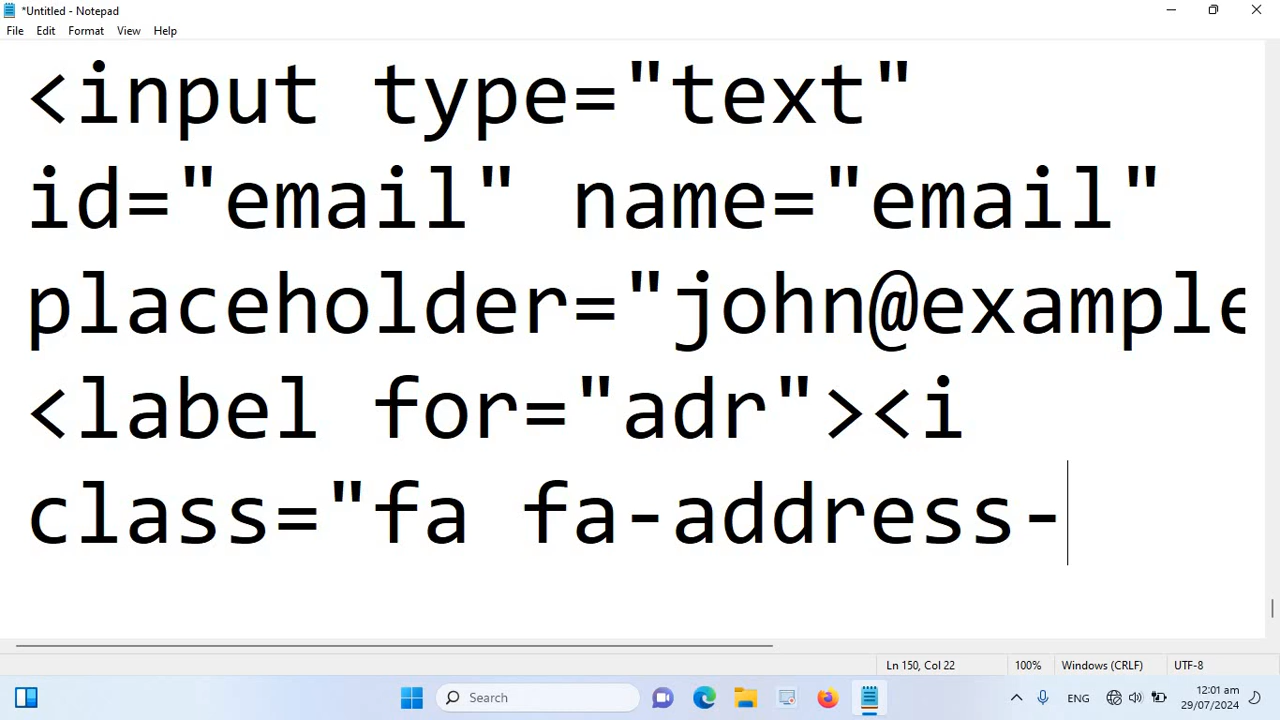 *Untitled - Notepad
File Edit Format View Help
<input type="text"
id="email" name="email"
placeholder="john@example
<label for="adr"><i
class="fa fa-address-
Ln 150, Col 22 100% Windows (CRLF) UTF-8
Search ENG 12:01 am
29/07/2024